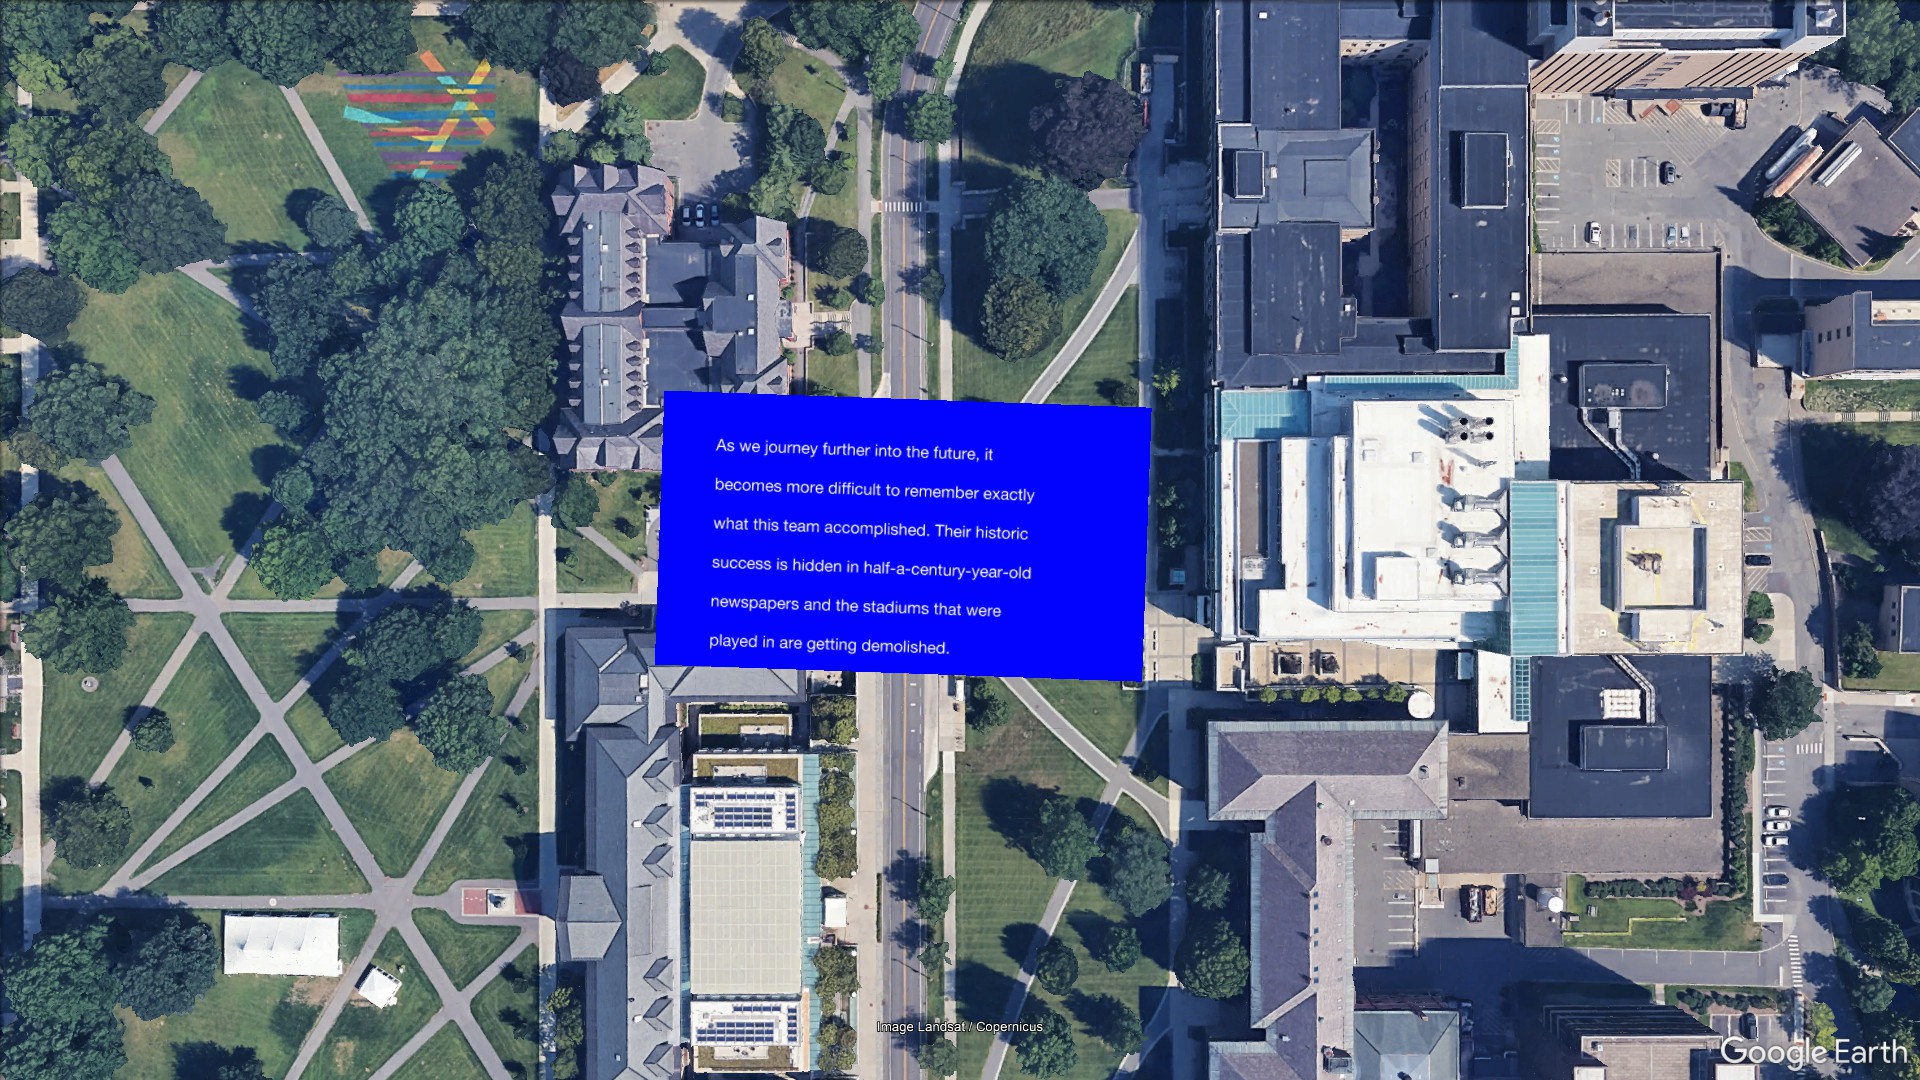 As we journey further into the future, it
becomes more difficult to remember exactly
what this team accomplished. Their historic
success is hidden in half-a-century-year-old
newspapers and the stadiums that were
played in are getting demolished.
Image Landsat / Copernicus
Google Earth